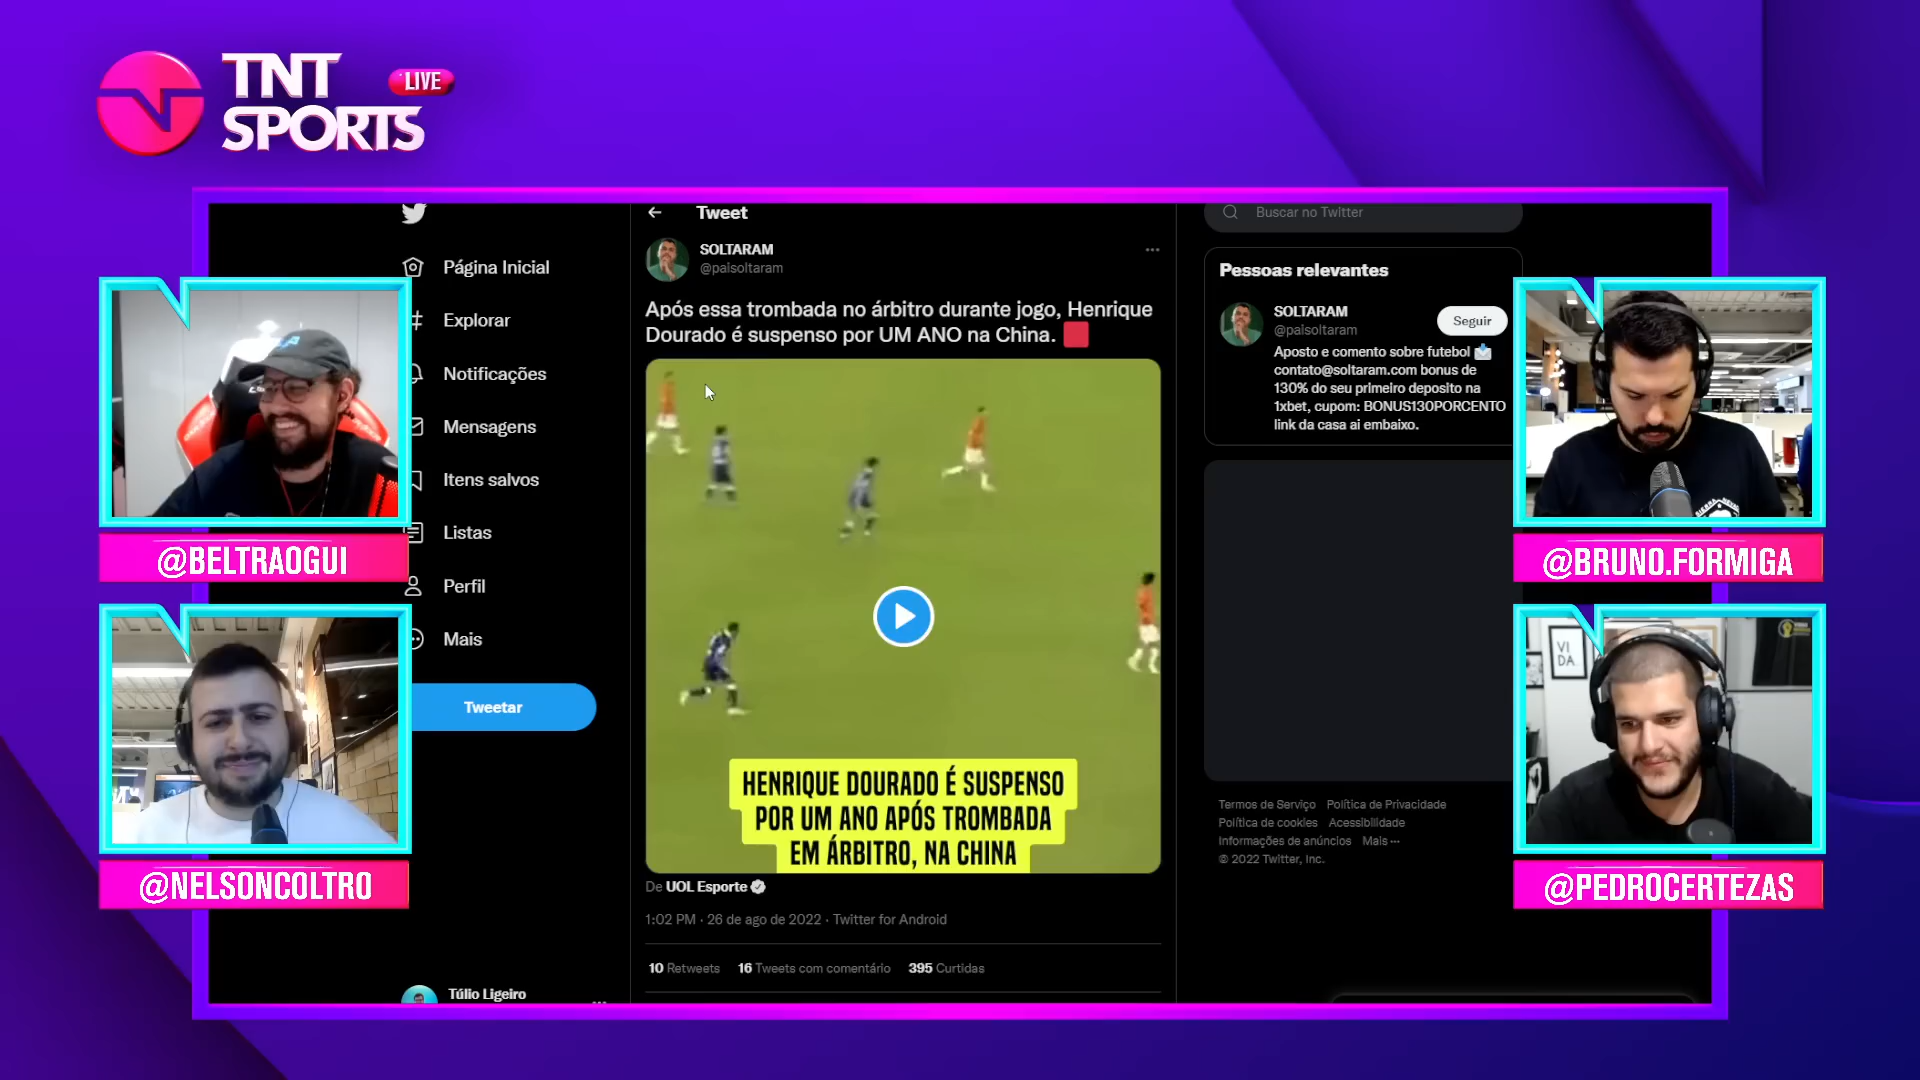 TNT
SPORTS
LIVE
Tweet
Buscar no Twitter
Página Inicial
Explorar
Notificações
Mensagens
Itens salvos
Listas
Perfil
Mais
Tweetar
Túlio Ligeiro
SOLTARAM
@paisoltaram
Após essa trombada no árbitro durante jogo, Henrique
Dourado é suspenso por UM ANO na China.
HENRIQUE DOURADO É SUSPENSO
POR UM ANO APÓS TROMBADA
EM ÁRBITRO, NA CHINA
De UOL Esporte
1:02 PM · 26 de ago de 2022 · Twitter for Android
10 Retweets 16 Tweets com comentário 395 Curtidas
Pessoas relevantes
SOLTARAM
@paisoltaram
Seguir
Aposto e comento sobre futebol
contato@soltaram.com bonus de
130% do seu primeiro deposito na
1xbet, cupom: BONUS130PORCENTO
link da casa ai embaixo.
Termos de Serviço Política de Privacidade
Política de cookies Acessibilidade
Informações de anúncios Mais ···
© 2022 Twitter, Inc.
@BELTRAOGUI
@NELSONCOLTRO
@BRUNO.FORMIGA
VI
DA.
@PEDROCERTEZAS